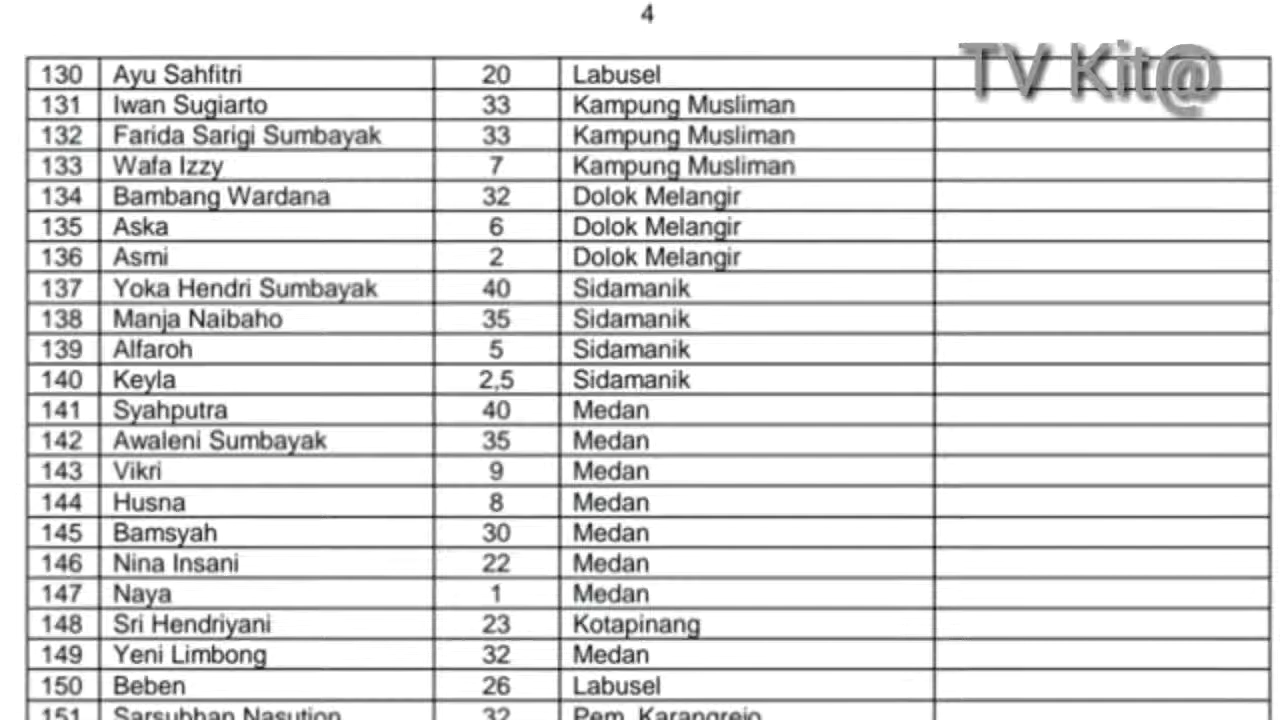 4
TV Kit@
130 Ayu Sahfitri 20 Labusel
131 Iwan Sugiarto 33 Kampung Musliman
132 Farida Sarigi Sumbayak 33 Kampung Musliman
133 Wafa Izzy 7 Kampung Musliman
134 Bambang Wardana 32 Dolok Melangir
135 Aska 6 Dolok Melangir
136 Asmi 2 Dolok Melangir
137 Yoka Hendri Sumbayak 40 Sidamanik
138 Manja Naibaho 35 Sidamanik
139 Alfaroh 5 Sidamanik
140 Keyla 2,5 Sidamanik
141 Syahputra 40 Medan
142 Awaleni Sumbayak 35 Medan
143 Vikri 9 Medan
144 Husna 8 Medan
145 Bamsyah 30 Medan
146 Nina Insani 22 Medan
147 Naya 1 Medan
148 Sri Hendriyani 23 Kotapinang
149 Yeni Limbong 32 Medan
150 Beben 26 Labusel
151 Sarsubhan Nasution 32 Pem. Karangrejo